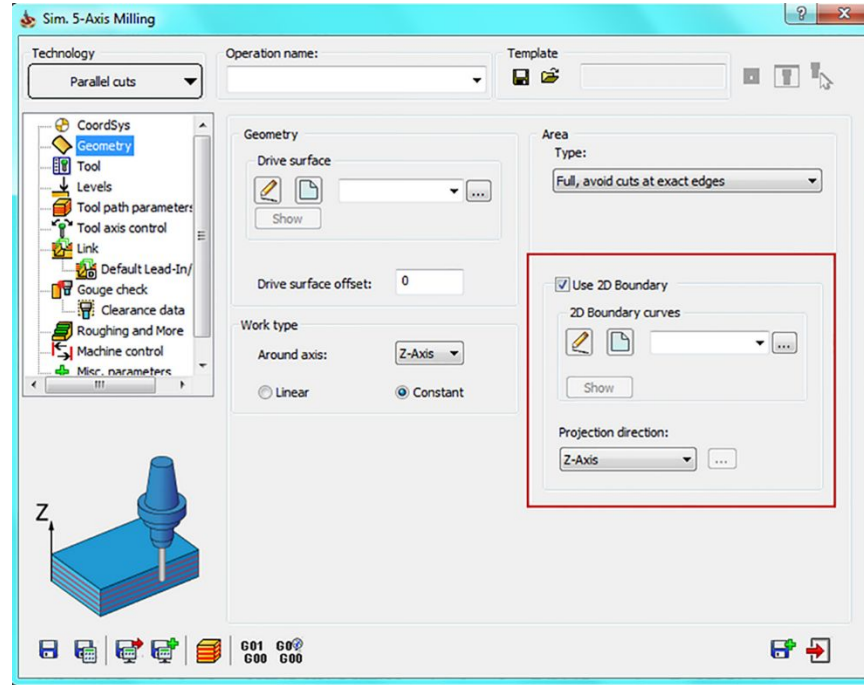 Sim. 5-Axis Milling
Technology
Operation name:
Template
Parallel cuts
CoordSys
Geometry
Tool
Levels
Tool path parameters
Tool axis control
Link
Default Lead-In/
Gouge check
Clearance data
Roughing and More
Machine control
Misc. parameters
Geometry
Drive surface
...
Show
Drive surface offset: 0
Work type
Around axis: Z-Axis
Linear Constant
Area
Type:
Full, avoid cuts at exact edges
Use 2D Boundary
2D Boundary curves
...
Show
Projection direction:
Z-Axis ...
Z
G01 G0
G00 G00